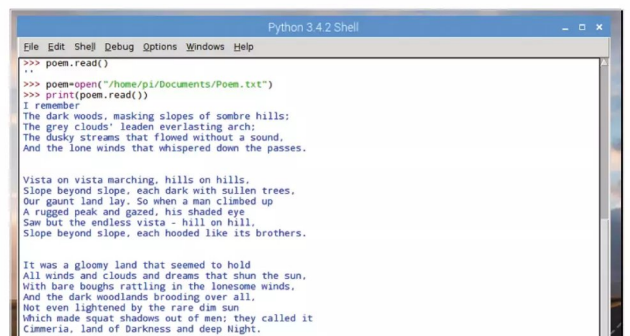 Python 3.4.2 Shell
File Edit Shell Debug Options Windows Help
>>> poem.read()
''
>>> poem=open("/home/pi/Documents/Poem.txt")
>>> print(poem.read())
I remember
The dark woods, masking slopes of sombre hills;
The grey clouds' leaden everlasting arch;
The dusky streams that flowed without a sound,
And the lone winds that whispered down the passes.
Vista on vista marching, hills on hills,
Slope beyond slope, each dark with sullen trees,
Our gaunt land lay. So when a man climbed up
A rugged peak and gazed, his shaded eye
Saw but the endless vista - hill on hill,
Slope beyond slope, each hooded like its brothers.
It was a gloomy land that seemed to hold
All winds and clouds and dreams that shun the sun,
With bare boughs rattling in the lonesome winds,
And the dark woodlands brooding over all,
Not even lightened by the rare dim sun
Which made squat shadows out of men; they called it
Cimmeria, land of Darkness and deep Night.